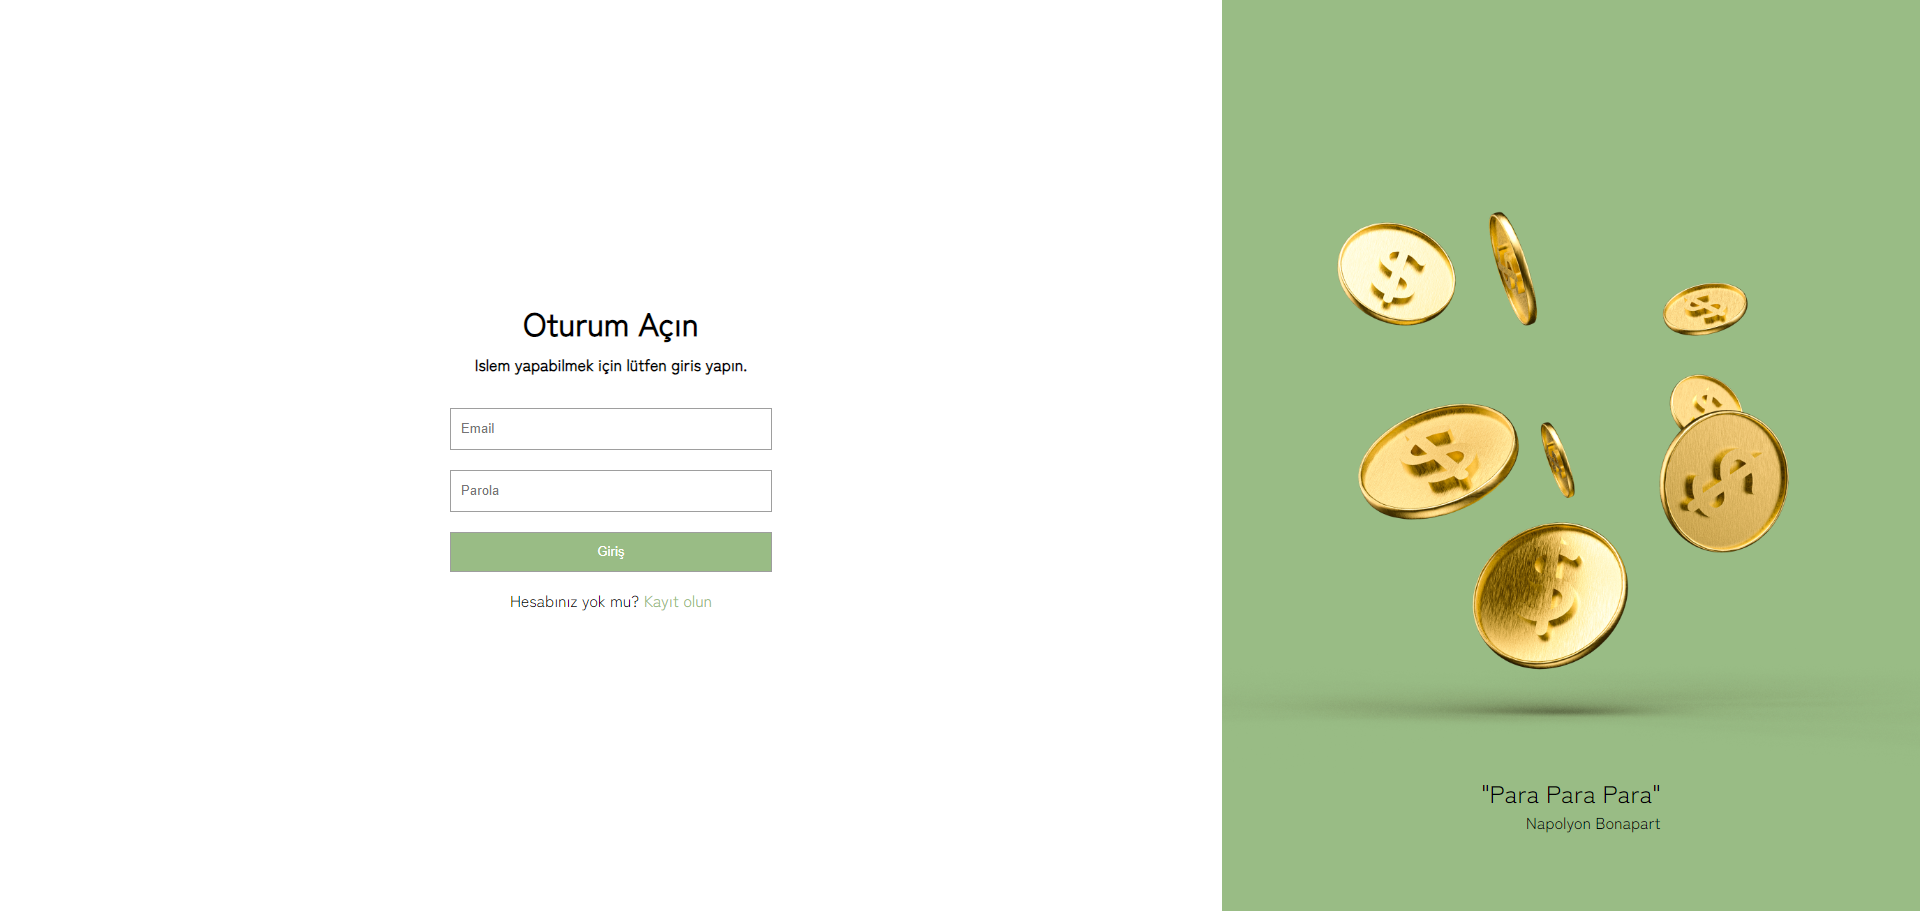 Oturum Açın
Islem yapabilmek için lütfen giris yapın.
Email
Parola
Giriş
Hesabınız yok mu? Kayıt olun
"Para Para Para"
Napolyon Bonapart